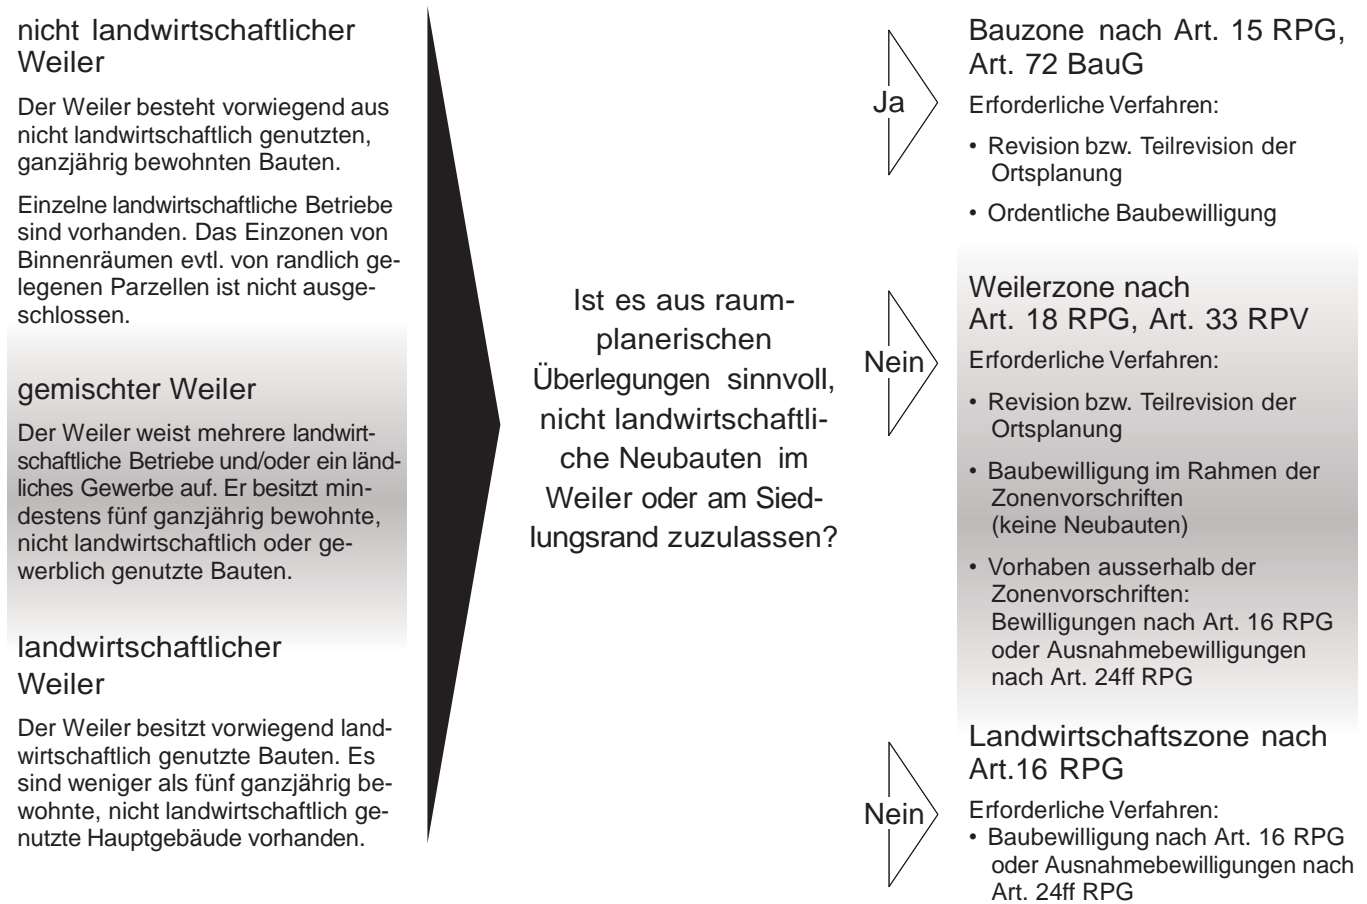 nicht landwirtschaftlicher
Weiler
Der Weiler besteht vorwiegend aus
nicht landwirtschaftlich genutzten,
ganzjährig bewohnten Bauten.
Einzelne landwirtschaftliche Betriebe
sind vorhanden. Das Einzonen von
Binnenräumen evtl. von randlich ge-
legenen Parzellen ist nicht ausge-
schlossen.
gemischter Weiler
Der Weiler weist mehrere landwirt-
schaftliche Betriebe und/oder ein länd-
liches Gewerbe auf. Er besitzt min-
destens fünf ganzjährig bewohnte,
nicht landwirtschaftlich oder ge-
werblich genutzte Bauten.
landwirtschaftlicher
Weiler
Der Weiler besitzt vorwiegend land-
wirtschaftlich genutzte Bauten. Es
sind weniger als fünf ganzjährig be-
wohnte, nicht landwirtschaftlich ge-
nutzte Hauptgebäude vorhanden.
Ist es aus raum-
planerischen
Überlegungen sinnvoll,
nicht landwirtschaftli-
che Neubauten im
Weiler oder am Sied-
lungsrand zuzulassen?
Ja
Bauzone nach Art. 15 RPG,
Art. 72 BauG
Erforderliche Verfahren:
• Revision bzw. Teilrevision der
Ortsplanung
• Ordentliche Baubewilligung
Nein
Weilerzone nach
Art. 18 RPG, Art. 33 RPV
Erforderliche Verfahren:
• Revision bzw. Teilrevision der
Ortsplanung
• Baubewilligung im Rahmen der
Zonenvorschriften
(keine Neubauten)
• Vorhaben ausserhalb der
Zonenvorschriften:
Bewilligungen nach Art. 16 RPG
oder Ausnahmebewilligungen
nach Art. 24ff RPG
Nein
Landwirtschaftszone nach
Art.16 RPG
Erforderliche Verfahren:
• Baubewilligung nach Art. 16 RPG
oder Ausnahmebewilligungen nach
Art. 24ff RPG